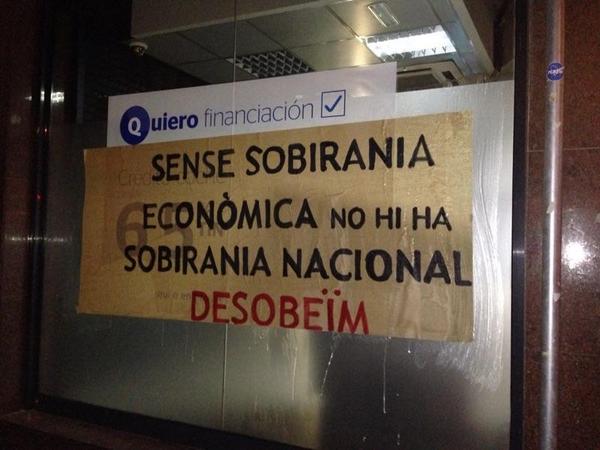 Quiero financiación
SENSE SOBIRANIA
ECONÒMICA NO HI HA
SOBIRANIA NACIONAL
DESOBEÏM